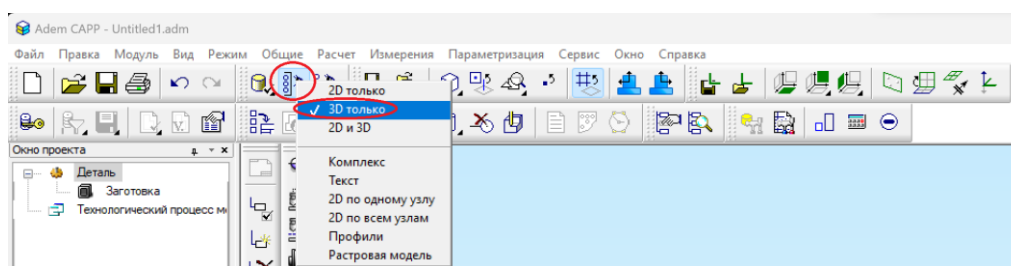 Adem CAPP - Untitled1.adm
Файл Правка Модуль Вид Режим Общие Расчет Измерения Параметризация Сервис Окно Справка
2D только
3D только
2D и 3D
Комплекс
Текст
2D по одному узлу
2D по всем узлам
Профили
Растровая модель
Окно проекта
Деталь
Заготовка
Технологический процесс